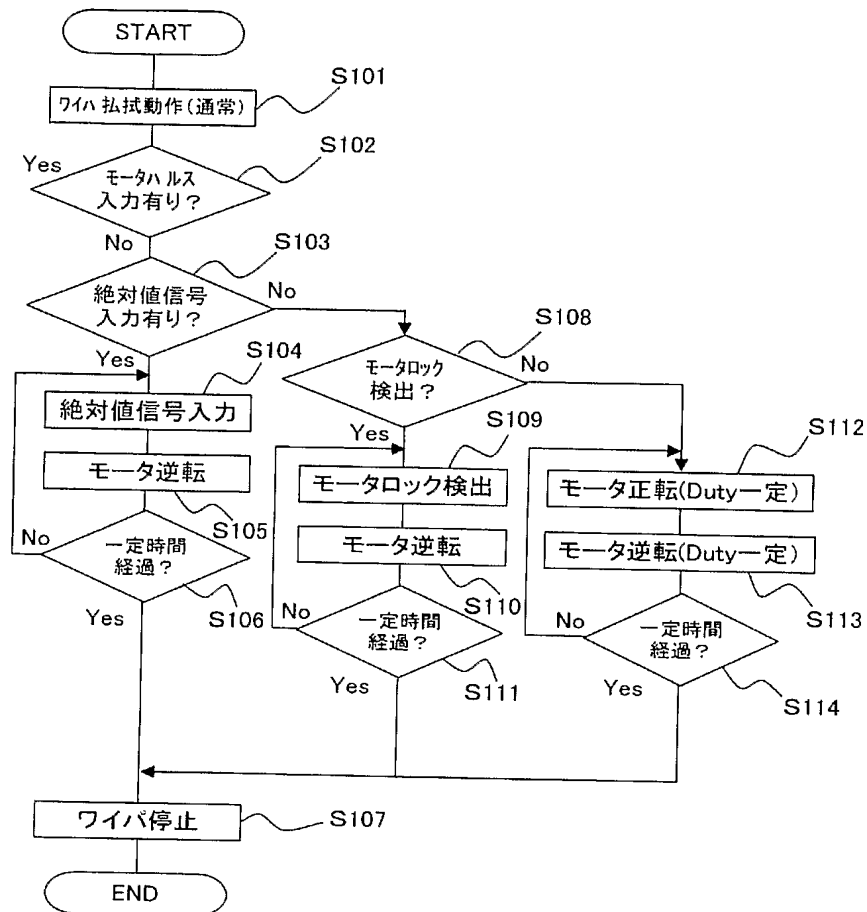 START
S101
ワイハ 払拭動作(通常)
S102
Yes
モータハ ルス
入力有り？
No
S103
絶対値信号
入力有り？
No
Yes
S104
絶対値信号入力
モータ逆転
S105
No
一定時間
経過？
S106
Yes
S108
モータロック
検出？
No
Yes
S109
モータロック検出
モータ逆転
S110
No
一定時間
経過？
S111
Yes
S112
モータ正転(Duty一定)
モータ逆転(Duty一定)
S113
No
一定時間
経過？
S114
Yes
ワイパ停止
S107
END